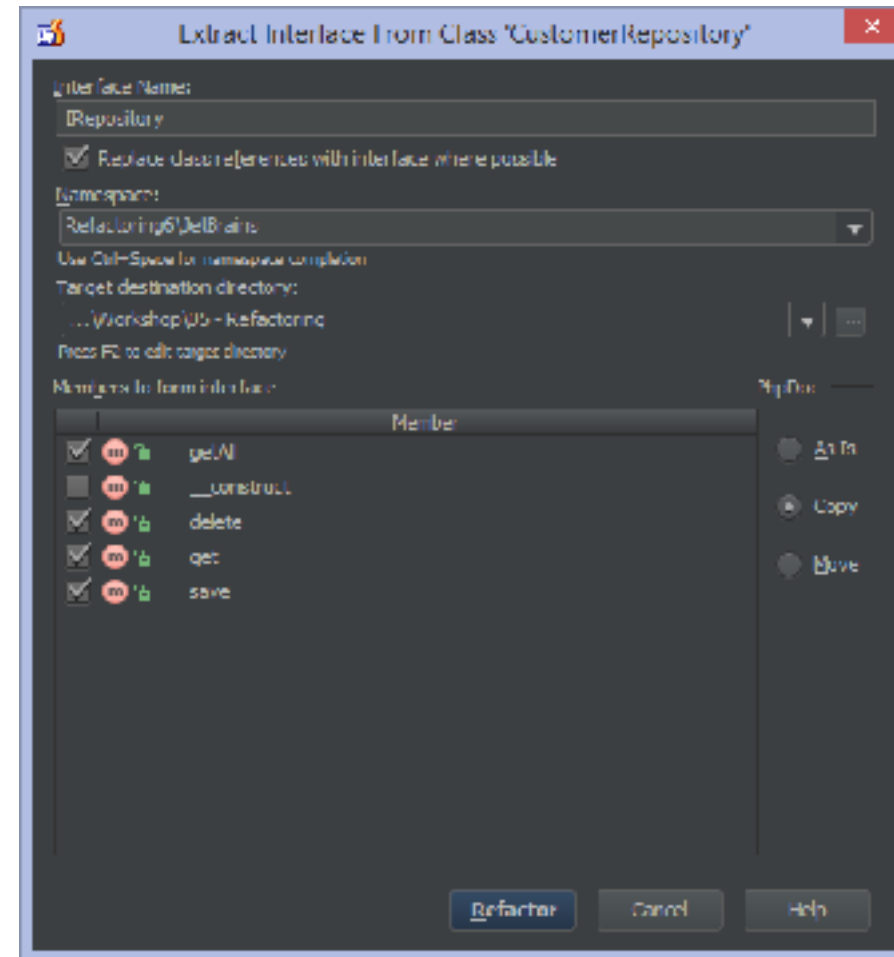 Extract Interface From Class 'CustomerRepository'
Interface Name:
IRepository
Replace class references with interface where possible
Namespace:
Refactoring6\JetBrains
Use Ctrl+Space for namespace completion
Target destination directory:
...\Workshop\05 - Refactoring
Press F2 to edit target directory
Members to form interface
PhpDoc
Member
getAll
As Is
__construct
Copy
delete
get
Move
save
Refactor
Cancel
Help